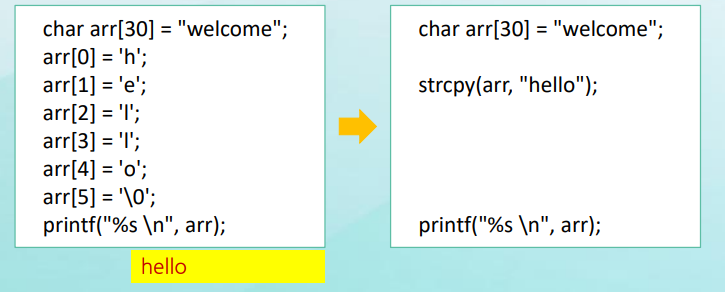 char arr[30] = "welcome";
arr[0] = 'h';
arr[1] = 'e';
arr[2] = 'l';
arr[3] = 'l';
arr[4] = 'o';
arr[5] = '\0';
printf("%s \n", arr);
hello
char arr[30] = "welcome";
strcpy(arr, "hello");
printf("%s \n", arr);